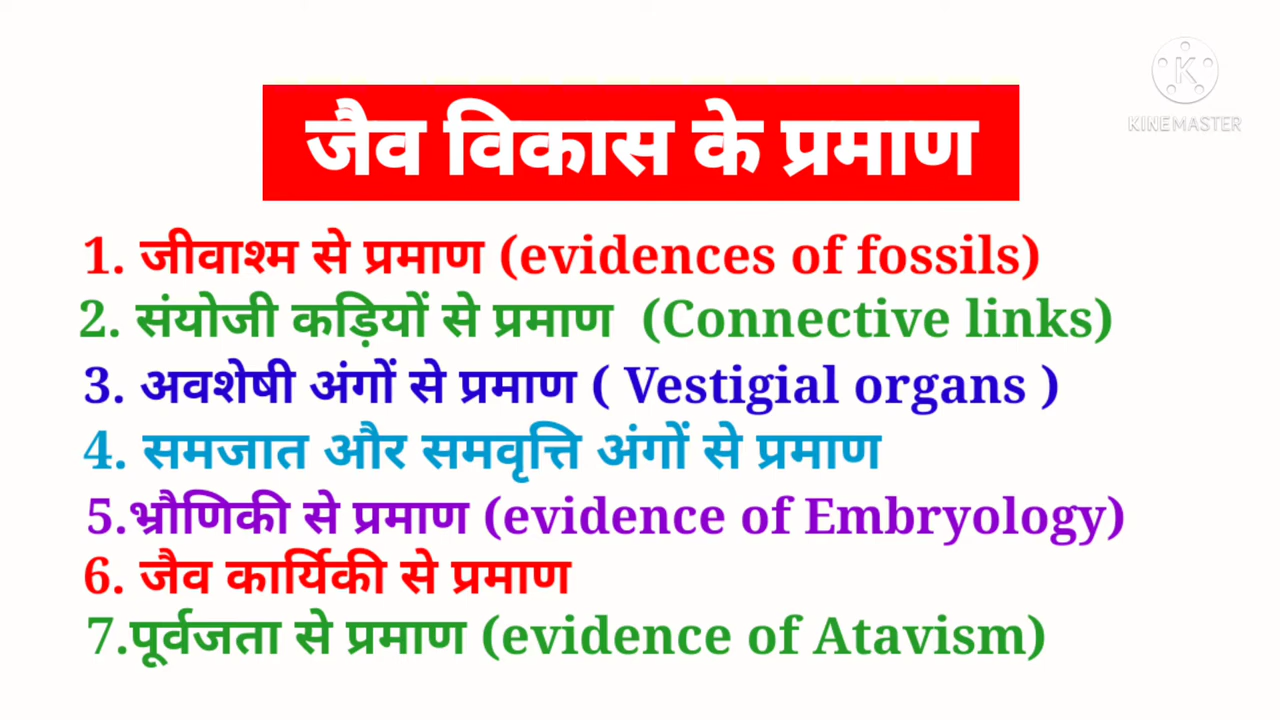 जैव विकास के प्रमाण
KINEMASTER
1. जीवाश्म से प्रमाण (evidences of fossils)
2. संयोजी कड़ियों से प्रमाण (Connective links)
3. अवशेषी अंगों से प्रमाण ( Vestigial organs )
4. समजात और समवृत्ति अंगों से प्रमाण
5.भ्रौणिकी से प्रमाण (evidence of Embryology)
6. जैव कार्यिकी से प्रमाण
7.पूर्वजता से प्रमाण (evidence of Atavism)